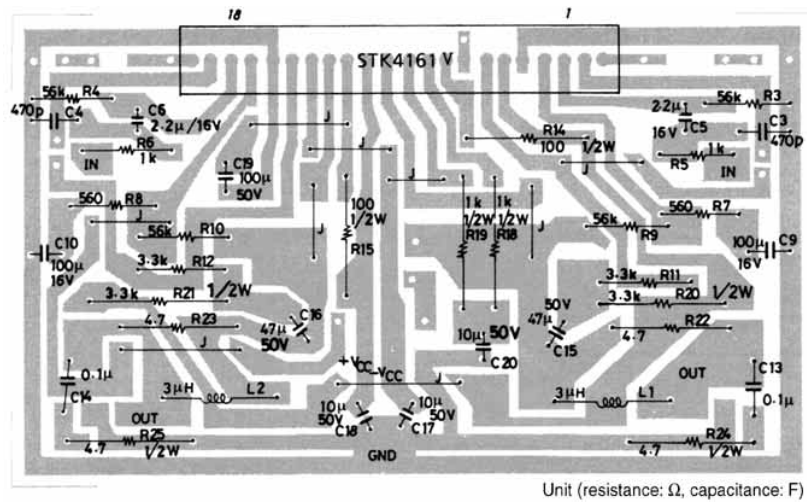 18 1
STK4161 V
56k R4
470p C4
C6
2.2μ/16V
R6
1k
IN
C19
100μ
50V
J
J
J
R14
100 1/2W
J
2.2μ
16V C5
56k R3
C3
470p
R5 1k
IN
560 R8
J
56k R10
C10
100μ
16V
3.3k R12
3.3k R21 1/2W
4.7 R23
J
J
100
1/2W
R15
1k 1k
1/2W 1/2W
R19 R18
J
560 R7
56k R9
100μ C9
16V
3.3k R11
3.3k R20 1/2W
4.7 R22
C16
47μ
50V
50V
47μ
C15
10μ 50V
C20
+VCC -VCC
J
0.1μ
C14
3μH L2
OUT
4.7 R25 1/2W
10μ
50V
C18
10μ
50V
C17
GND
3μH L1
OUT
C13
0.1μ
4.7 R24 1/2W
Unit (resistance: Ω, capacitance: F)